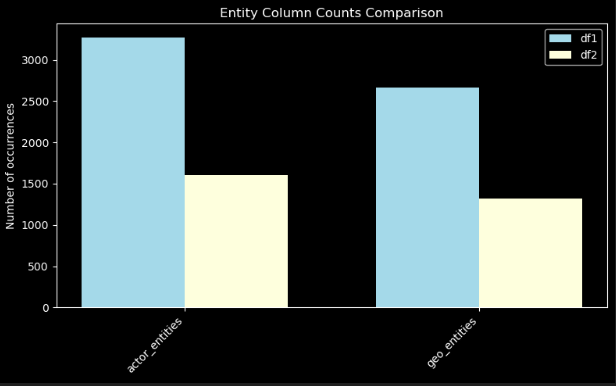 Entity Column Counts Comparison
df1
df2
Number of occurrences
3000
2500
2000
1500
1000
500
0
actor_entities
geo_entities